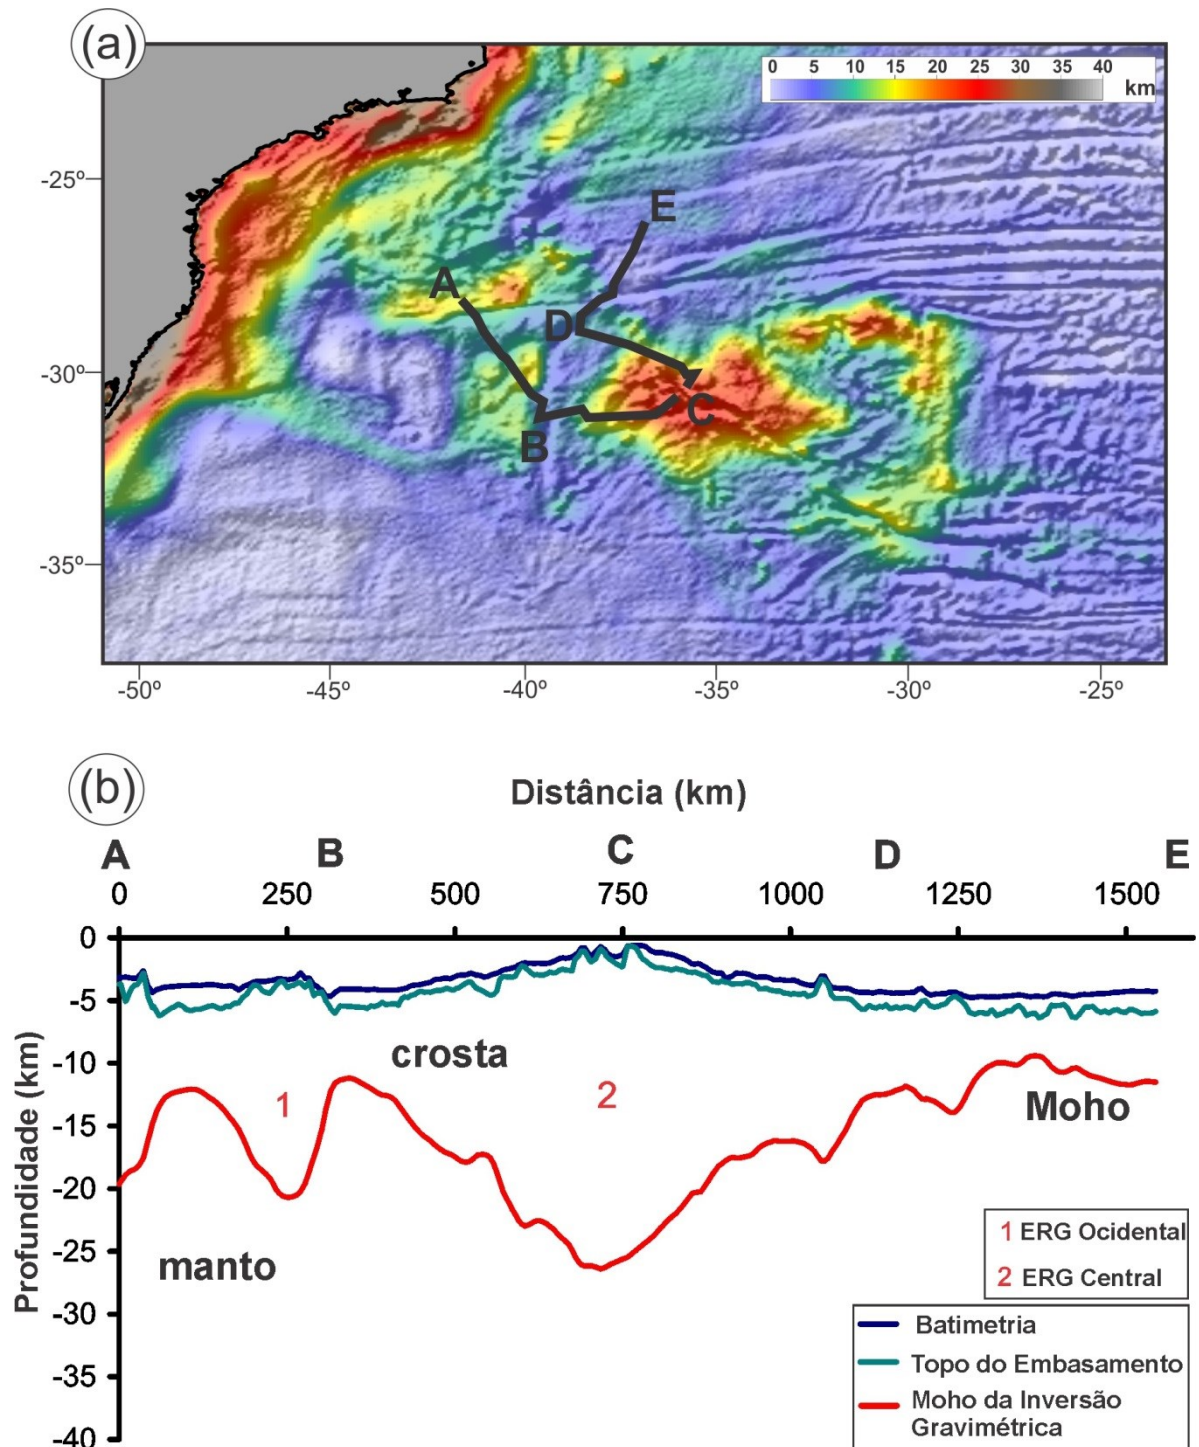 (a)
0 5 10 15 20 25 30 35 40
km
-25º
E
A
D
-30º
C
B
-35º
-50º -45º -40º -35º -30º -25º
(b)
Distância (km)
A B C D E
0 250 500 750 1000 1250 1500
0
-5
-10
-15
-20
-25
-30
-35
-40
Profundidade (km)
crosta
1
2
Moho
manto
1 ERG Ocidental
2 ERG Central
Batimetria
Topo do Embasamento
Moho da Inversão
Gravimétrica